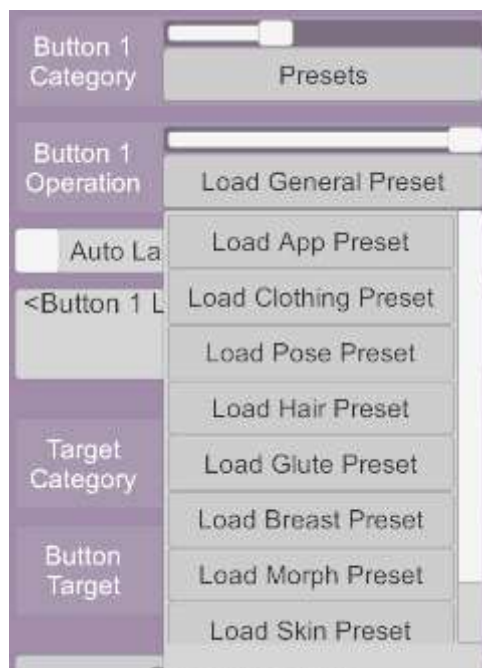 Button 1
Category
Presets
Button 1
Operation
Load General Preset
Load App Preset
Auto La
Load Clothing Preset
<Button 1 L
Load Pose Preset
Load Hair Preset
Target
Category
Load Glute Preset
Load Breast Preset
Button
Target
Load Morph Preset
Load Skin Preset